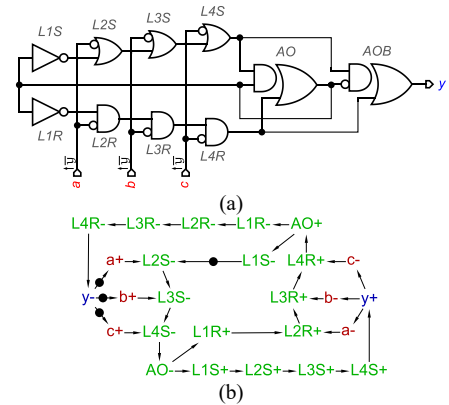 L1S L2S L3S L4S
AO AOB
y
L1R L2R L3R L4R
y y y
a b c
(a)
L4R- L3R- L2R- L1R- AO+
a+ L2S- L1S- L4R+ c-
y- b+ L3S- L3R+ b- y+
c+ L4S- L1R+ L2R+ a-
AO- L1S+ L2S+ L3S+ L4S+
(b)